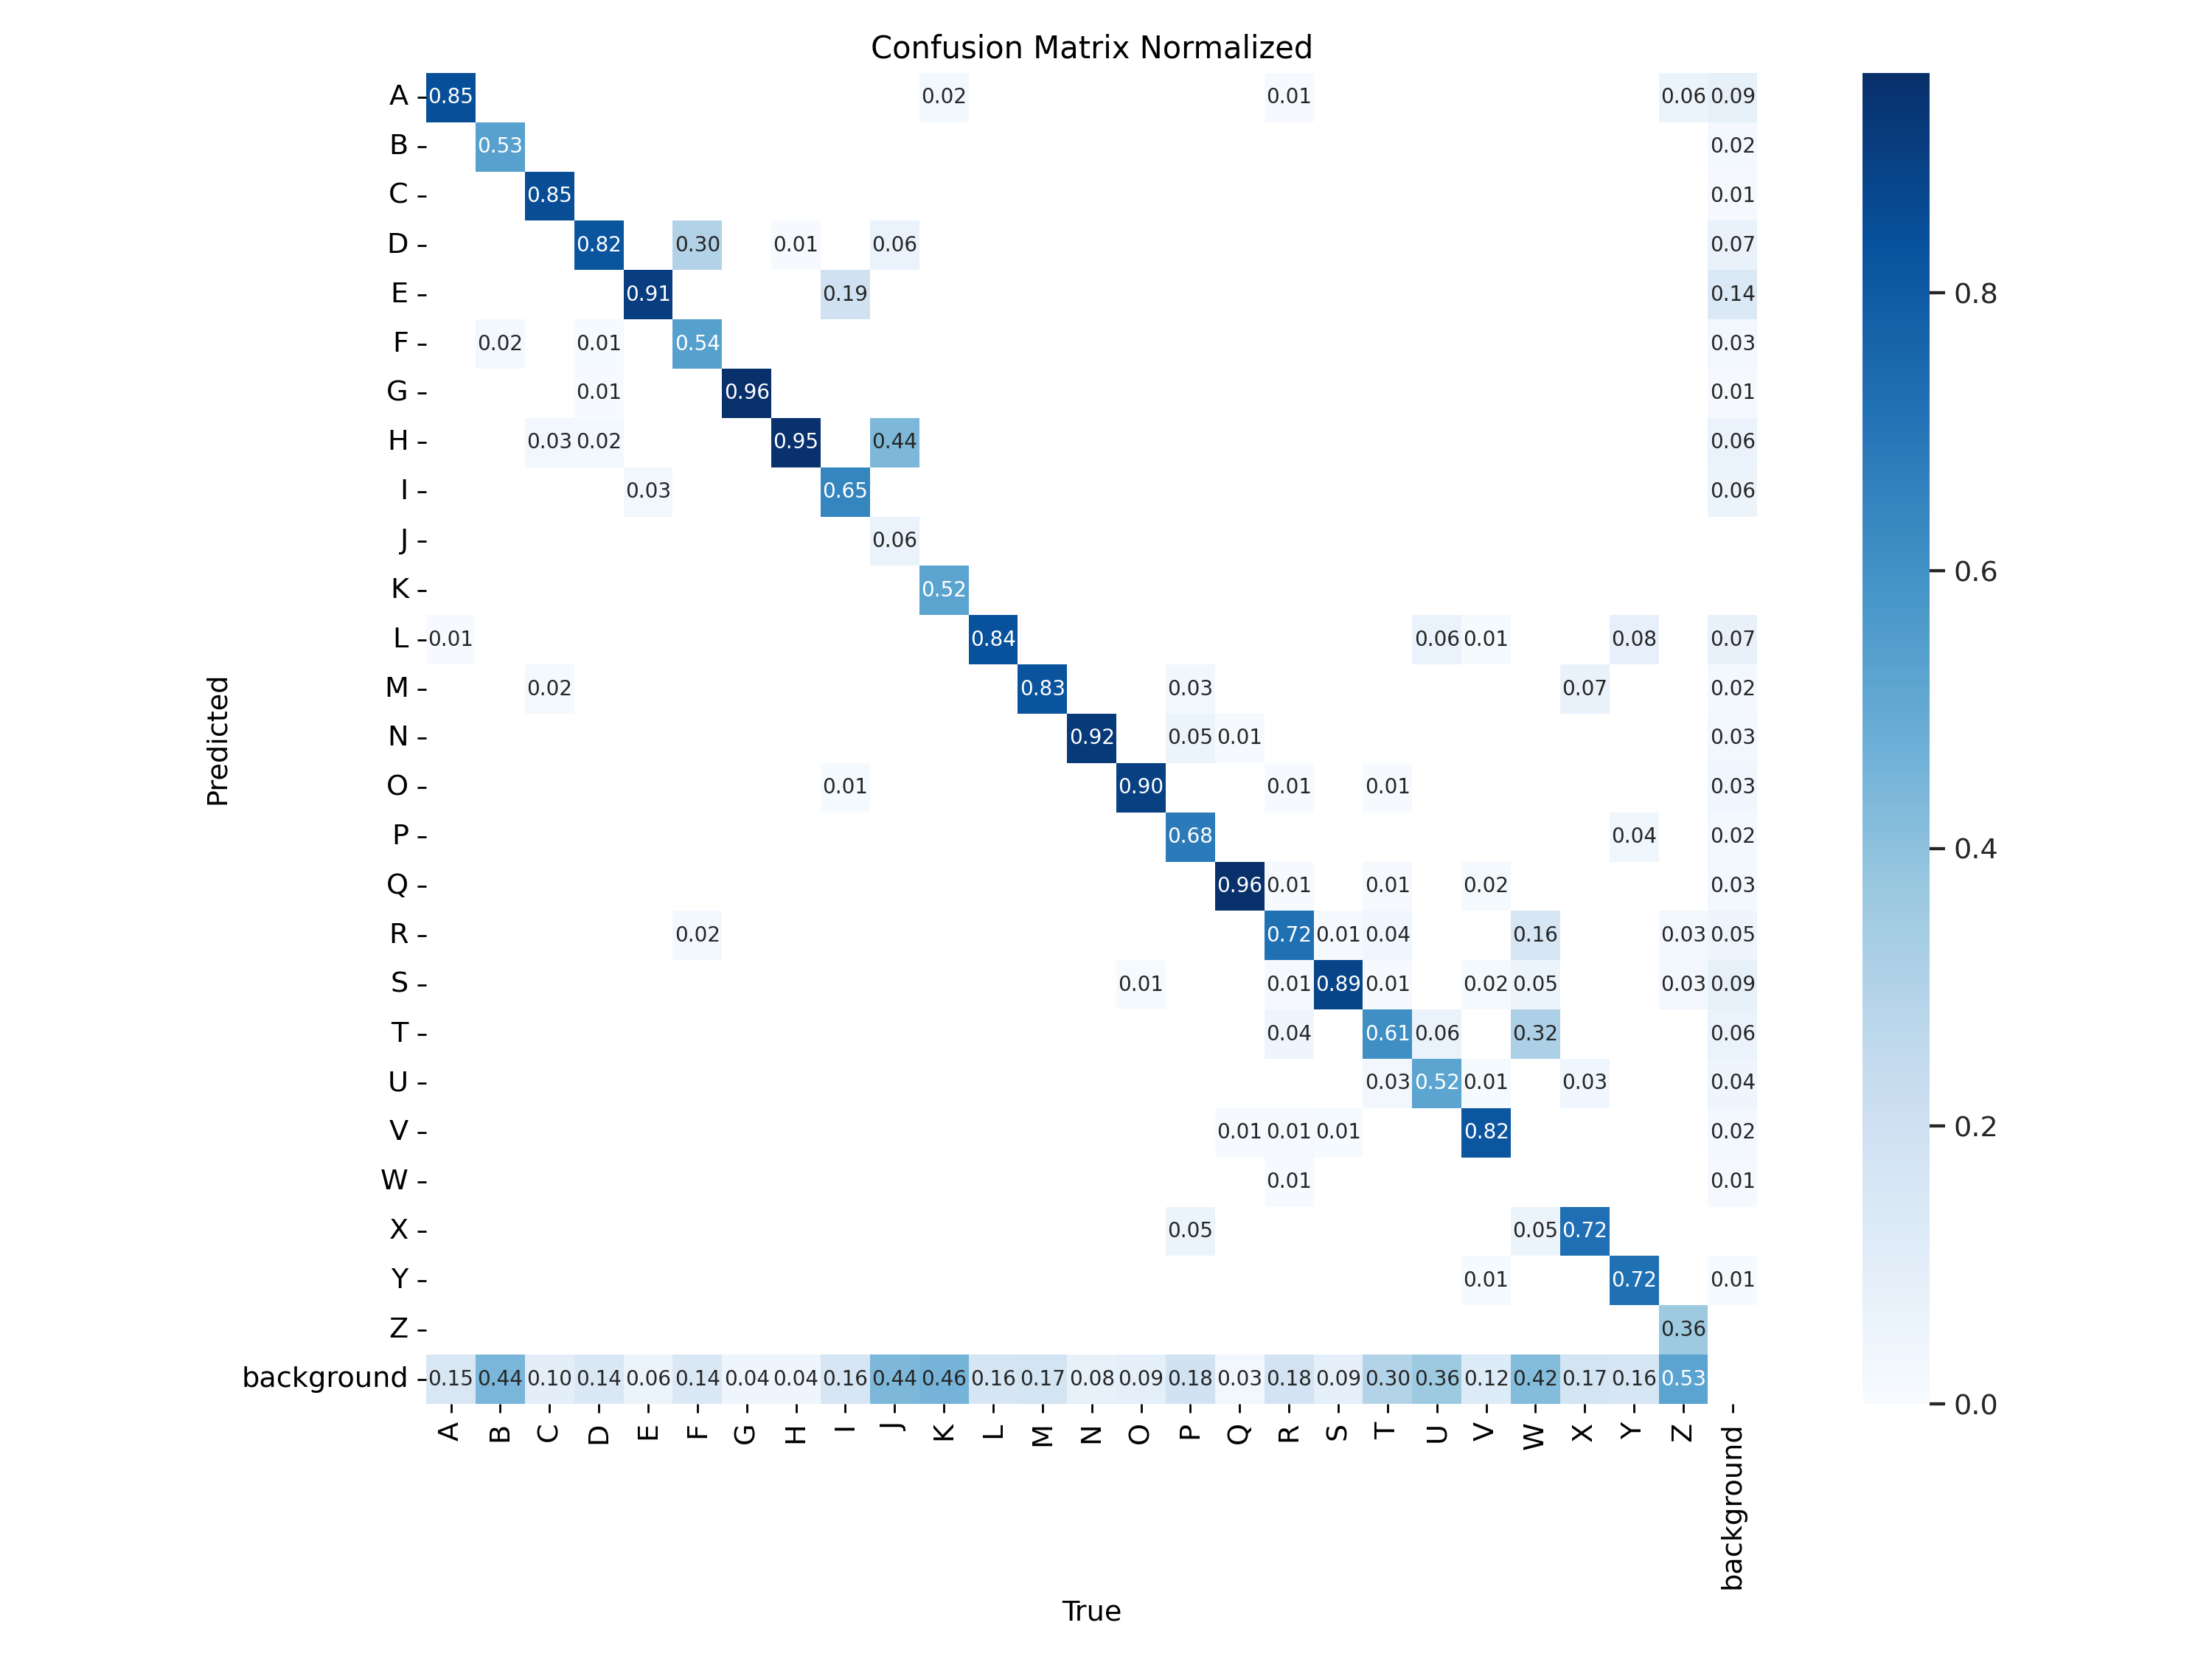 Confusion Matrix Normalized
A 0.85 0.02 0.01 0.06 0.09
B 0.53 0.02
C 0.85 0.01
D 0.82 0.30 0.01 0.06 0.07
E 0.91 0.19 0.14
0.8
F 0.02 0.01 0.54 0.03
G 0.01 0.96 0.01
H 0.03 0.02 0.95 0.44 0.06
I 0.03 0.65 0.06
J 0.06
0.6
K 0.52
L 0.01 0.84 0.06 0.01 0.08 0.07
M 0.02 0.83 0.03 0.07 0.02
Predicted
N 0.92 0.05 0.01 0.03
O 0.01 0.90 0.01 0.01 0.03
P 0.68 0.04 0.02
0.4
Q 0.96 0.01 0.01 0.02 0.03
R 0.02 0.72 0.01 0.04 0.16 0.03 0.05
S 0.01 0.01 0.89 0.01 0.02 0.05 0.03 0.09
T 0.04 0.61 0.06 0.32 0.06
U 0.03 0.52 0.01 0.03 0.04
0.2
V 0.01 0.01 0.01 0.82 0.02
W 0.01 0.01
X 0.05 0.05 0.72
Y 0.01 0.72 0.01
Z 0.36
background 0.15 0.44 0.10 0.14 0.06 0.14 0.04 0.04 0.16 0.44 0.46 0.16 0.17 0.08 0.09 0.18 0.03 0.18 0.09 0.30 0.36 0.12 0.42 0.17 0.16 0.53
0.0
A B C D E F G H I J K L M N O P Q R S T U V W X Y Z background
True